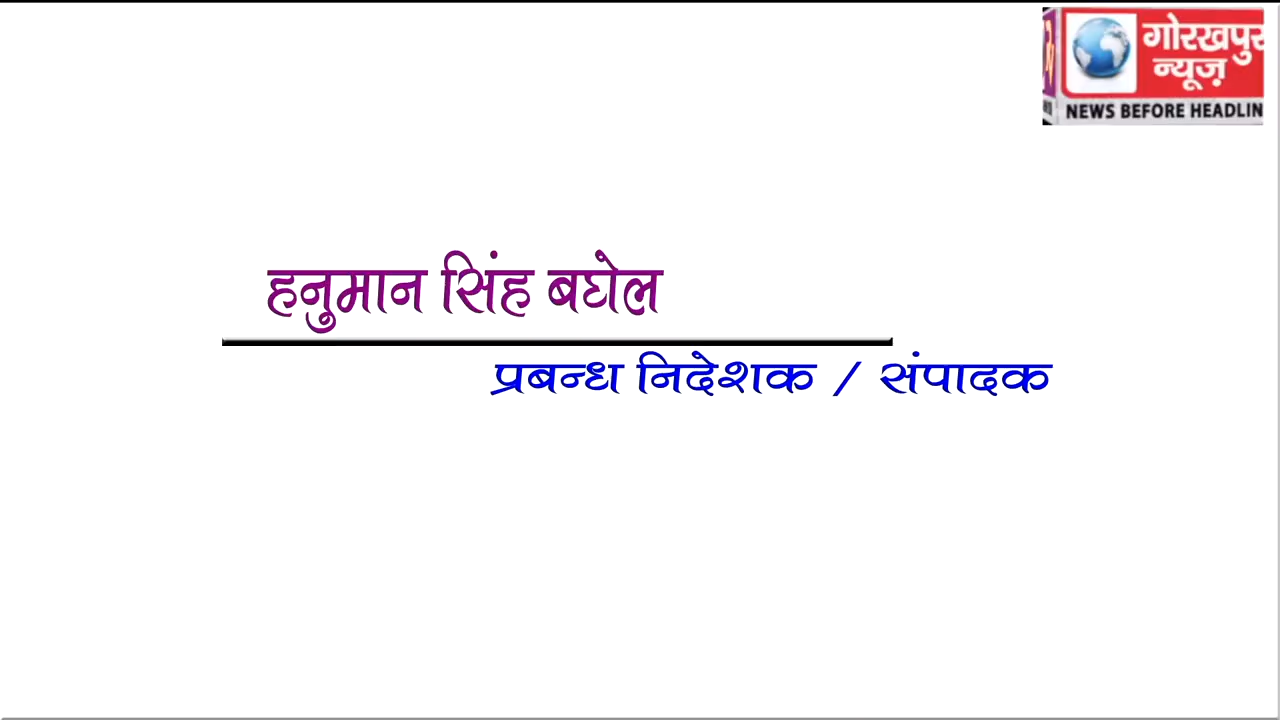 गोरखपुर
न्यूज़
NEWS BEFORE HEADLIN
हनुमान सिंह बघेल
प्रबन्ध निदेशक / संपादक